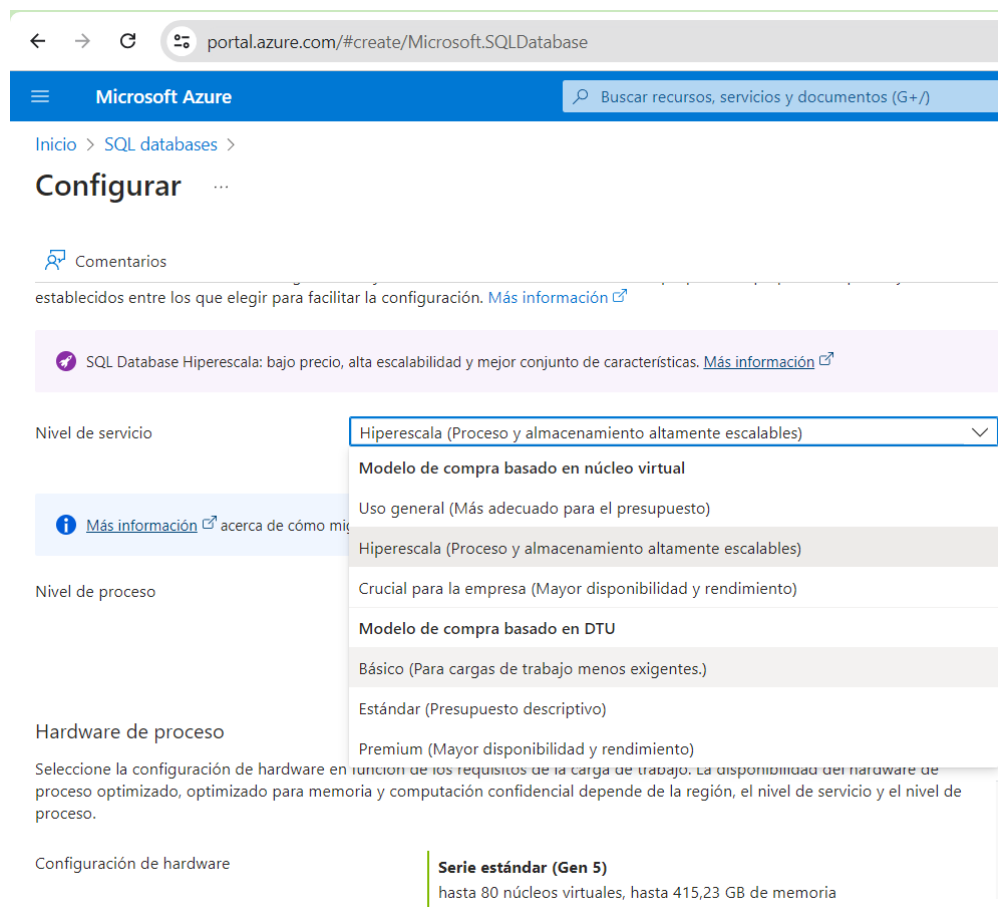 portal.azure.com/#create/Microsoft.SQLDatabase
Microsoft Azure
Buscar recursos, servicios y documentos (G+/)
Inicio > SQL databases >
Configurar ...
Comentarios
establecidos entre los que elegir para facilitar la configuración. Más información
SQL Database Hiperescala: bajo precio, alta escalabilidad y mejor conjunto de características. Más información
Nivel de servicio
Hiperescala (Proceso y almacenamiento altamente escalables)
Modelo de compra basado en núcleo virtual
Uso general (Más adecuado para el presupuesto)
Más información acerca de cómo mig
Hiperescala (Proceso y almacenamiento altamente escalables)
Nivel de proceso
Crucial para la empresa (Mayor disponibilidad y rendimiento)
Modelo de compra basado en DTU
Básico (Para cargas de trabajo menos exigentes.)
Estándar (Presupuesto descriptivo)
Premium (Mayor disponibilidad y rendimiento)
Hardware de proceso
Seleccione la configuración de hardware en función de los requisitos de la carga de trabajo. La disponibilidad del hardware de
proceso optimizado, optimizado para memoria y computación confidencial depende de la región, el nivel de servicio y el nivel de
proceso.
Configuración de hardware
Serie estándar (Gen 5)
hasta 80 núcleos virtuales, hasta 415,23 GB de memoria